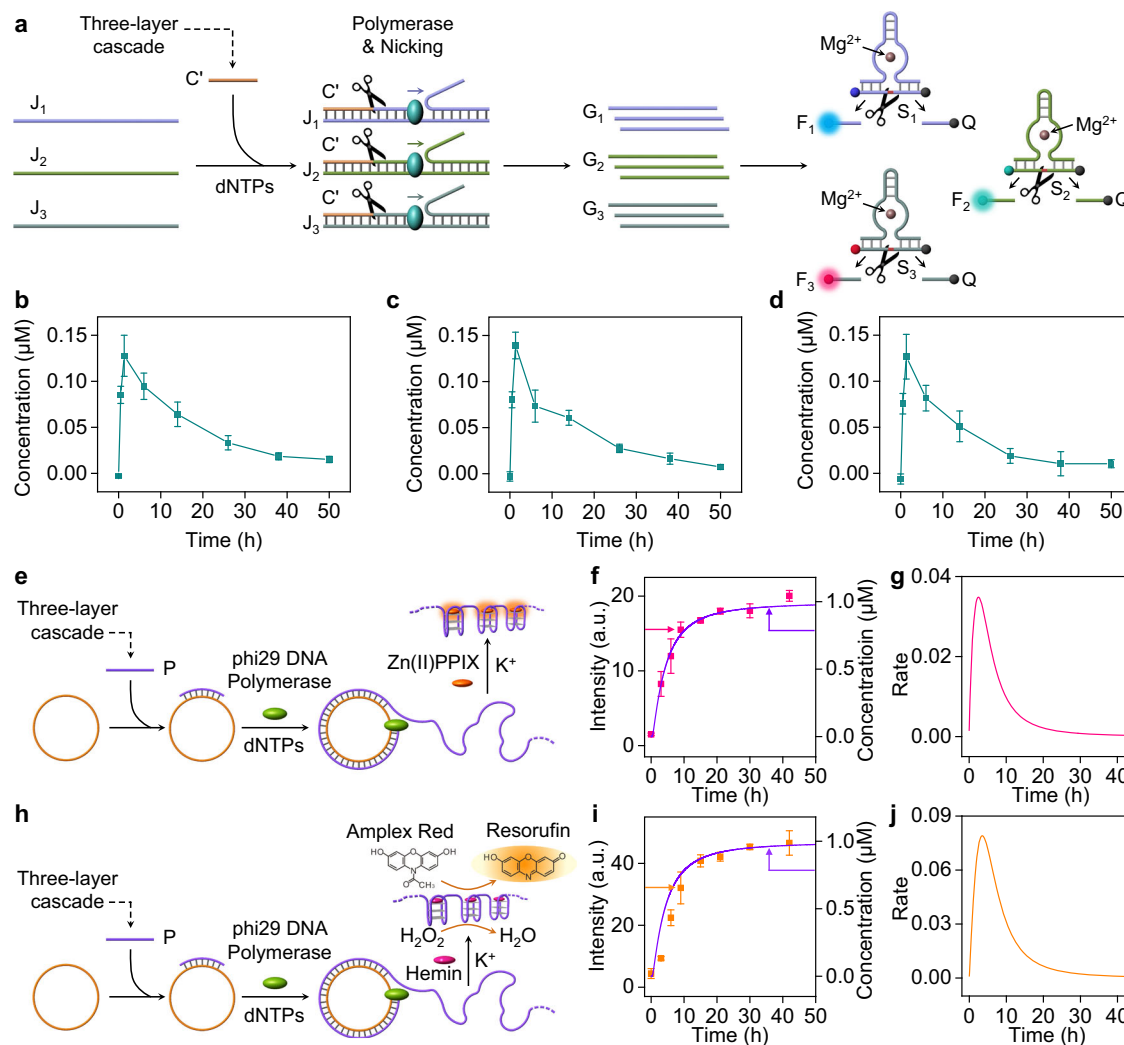 a
Three-layer
cascade
C'
J1
J2
J3
dNTPs
Polymerase
& Nicking
C'
J1
C'
J2
C'
J3
G1
G2
G3
Mg2+
S1
F1
Q
Mg2+
S2
F2
Q
Mg2+
S3
F3
Q
b
Concentration (μM)
0.15
0.10
0.05
0.00
0 10 20 30 40 50
Time (h)
c
Concentration (μM)
0.15
0.10
0.05
0.00
0 10 20 30 40 50
Time (h)
d
Concentration (μM)
0.15
0.10
0.05
0.00
0 10 20 30 40 50
Time (h)
e
Three-layer
cascade
P
phi29 DNA
Polymerase
dNTPs
Zn(II)PPIX
K+
f
Intensity (a.u.)
20
10
0
1.0
0.5
0.0
Concentratioin (μM)
0 10 20 30 40 50
Time (h)
g
Rate
0.04
0.02
0.00
0 10 20 30 40
Time (h)
h
Three-layer
cascade
P
phi29 DNA
Polymerase
dNTPs
Amplex Red
Resorufin
HO
OH
N
O
CH3
HO
O
O
N
H2O2
H2O
Hemin
K+
i
Intensity (a.u.)
40
20
0
1.0
0.5
0.0
Concentration (μM)
0 10 20 30 40 50
Time (h)
j
Rate
0.09
0.06
0.03
0.00
0 10 20 30 40
Time (h)